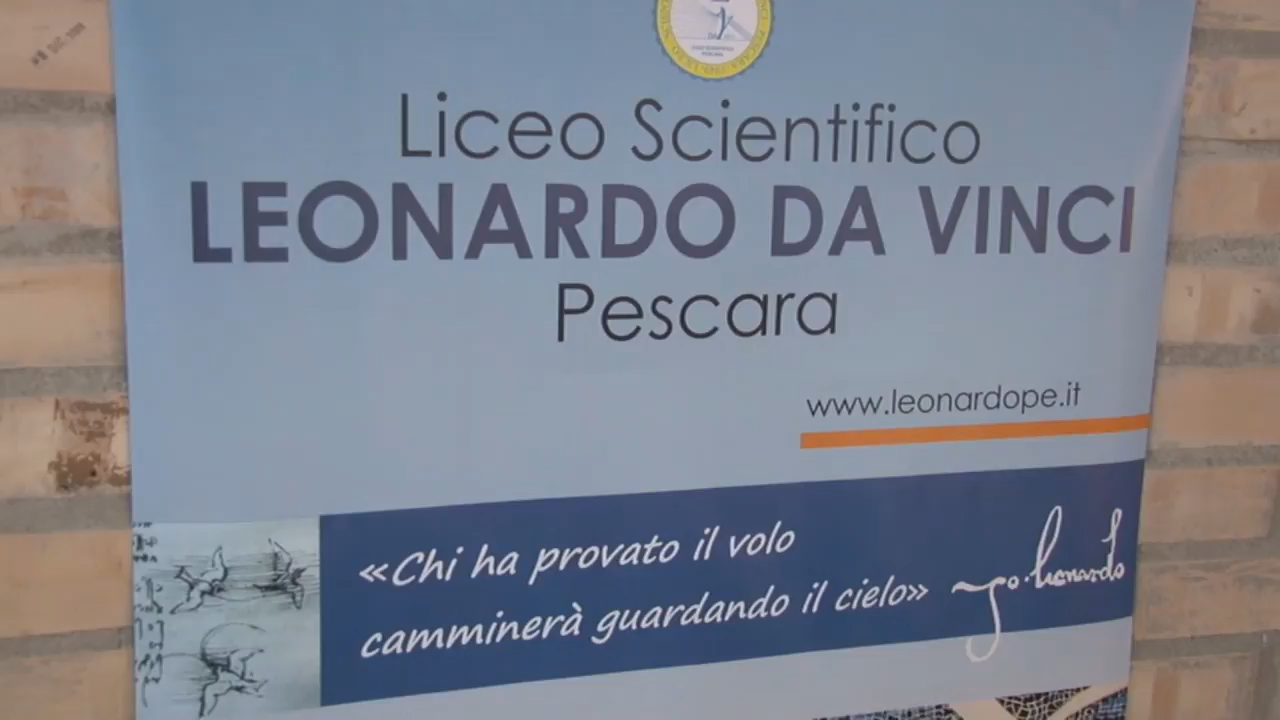 Liceo Scientifico
LEONARDO DA VINCI
Pescara
www.leonardope.it
«Chi ha provato il volo
camminerà guardando il cielo»